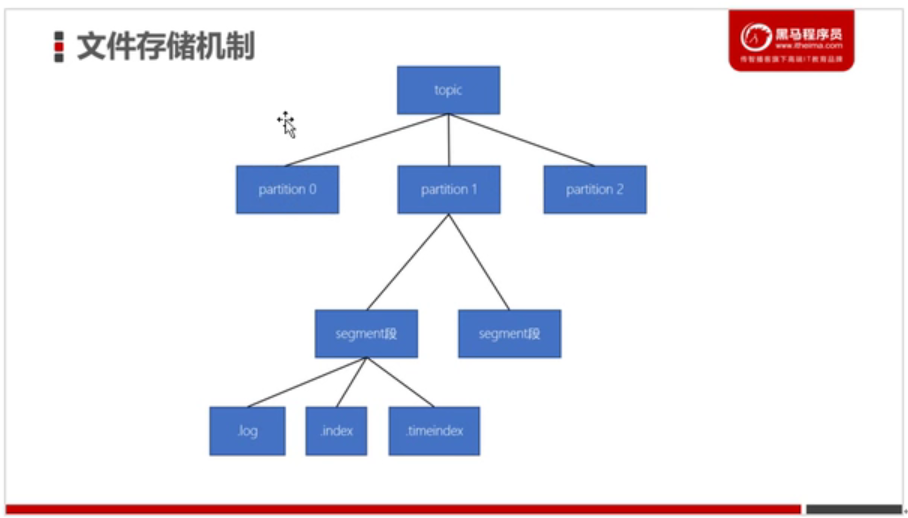 文件存储机制
黑马程序员
www.itheima.com
传智播客旗下高端IT教育品牌
topic
partition 0
partition 1
partition 2
segment段
segment段
.log
.index
.timeindex